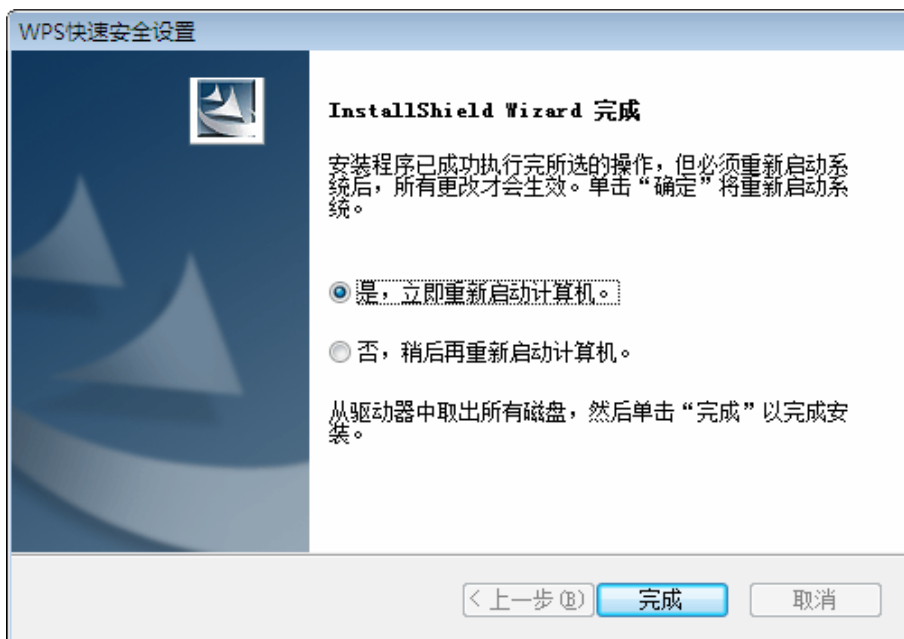 WPS快速安全设置
InstallShield Wizard 完成
安装程序已成功执行完所选的操作，但必须重新启动系
统后，所有更改才会生效。单击“确定”将重新启动系
统。
是，立即重新启动计算机。
否，稍后再重新启动计算机。
从驱动器中取出所有磁盘，然后单击“完成”以完成安
装。
< 上一步(B)
完成
取消